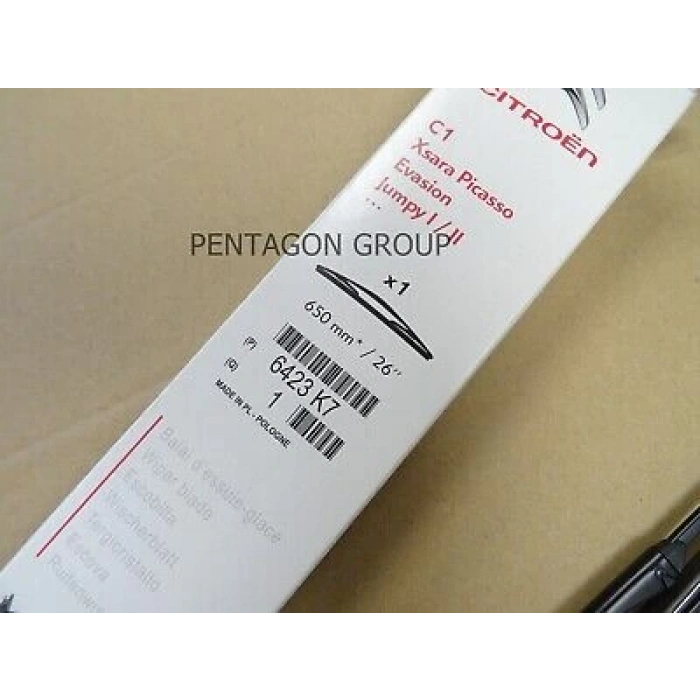 CITROËN
C1
Xsara Picasso
Evasion
Jumpy I / II
...
PENTAGON GROUP
x1
650 mm* / 26''
(P)
6423 K7
(Q)
1
MADE IN PL - POLOGNE
Balai d'essuie-glace
Wiper blade
Escobilla
Wischerblatt
Tergicristallo
Escova